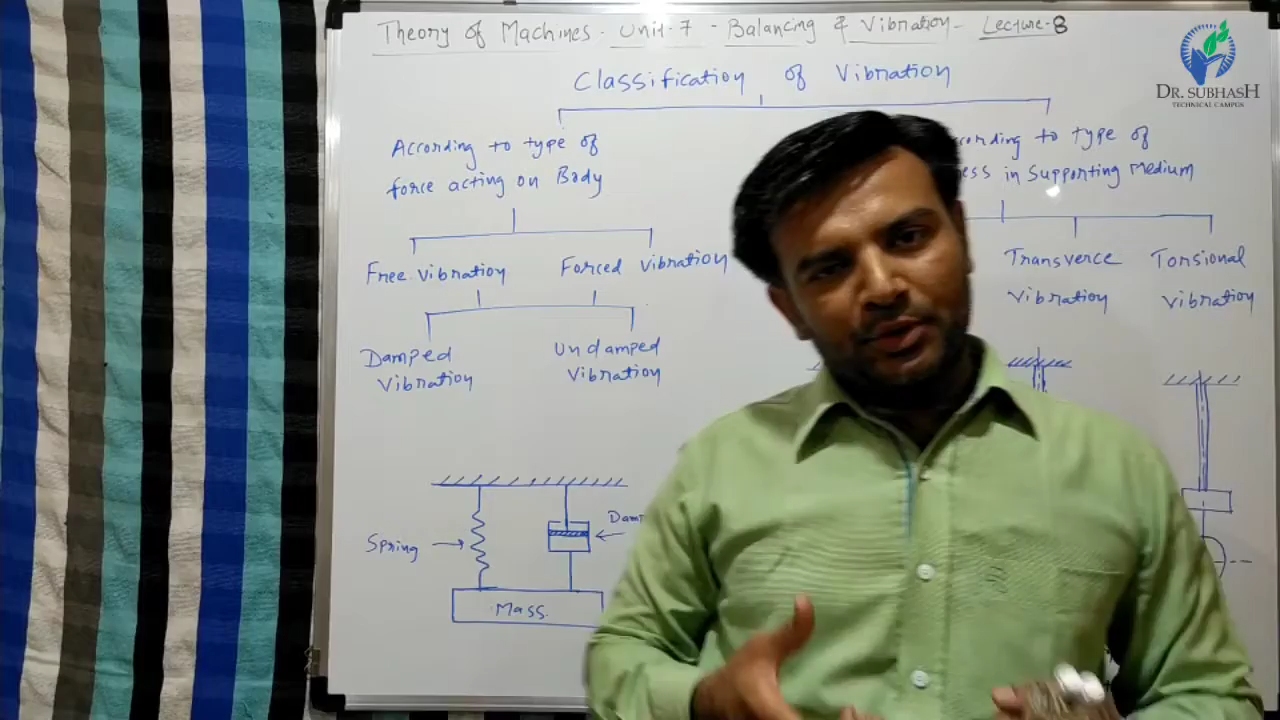 Theory of Machines - Unit-7 - Balancing & Vibration - Lecture-8
DR. SUBHASH
TECHNICAL CAMPUS
Classification of Vibration
According to type of
force acting on Body
to type of
in Supporting Medium
Free vibration
Forced vibration
Transverce
Vibration
Torsional
Vibration
Damped
Vibration
Undamped
Vibration
Spring
Mass